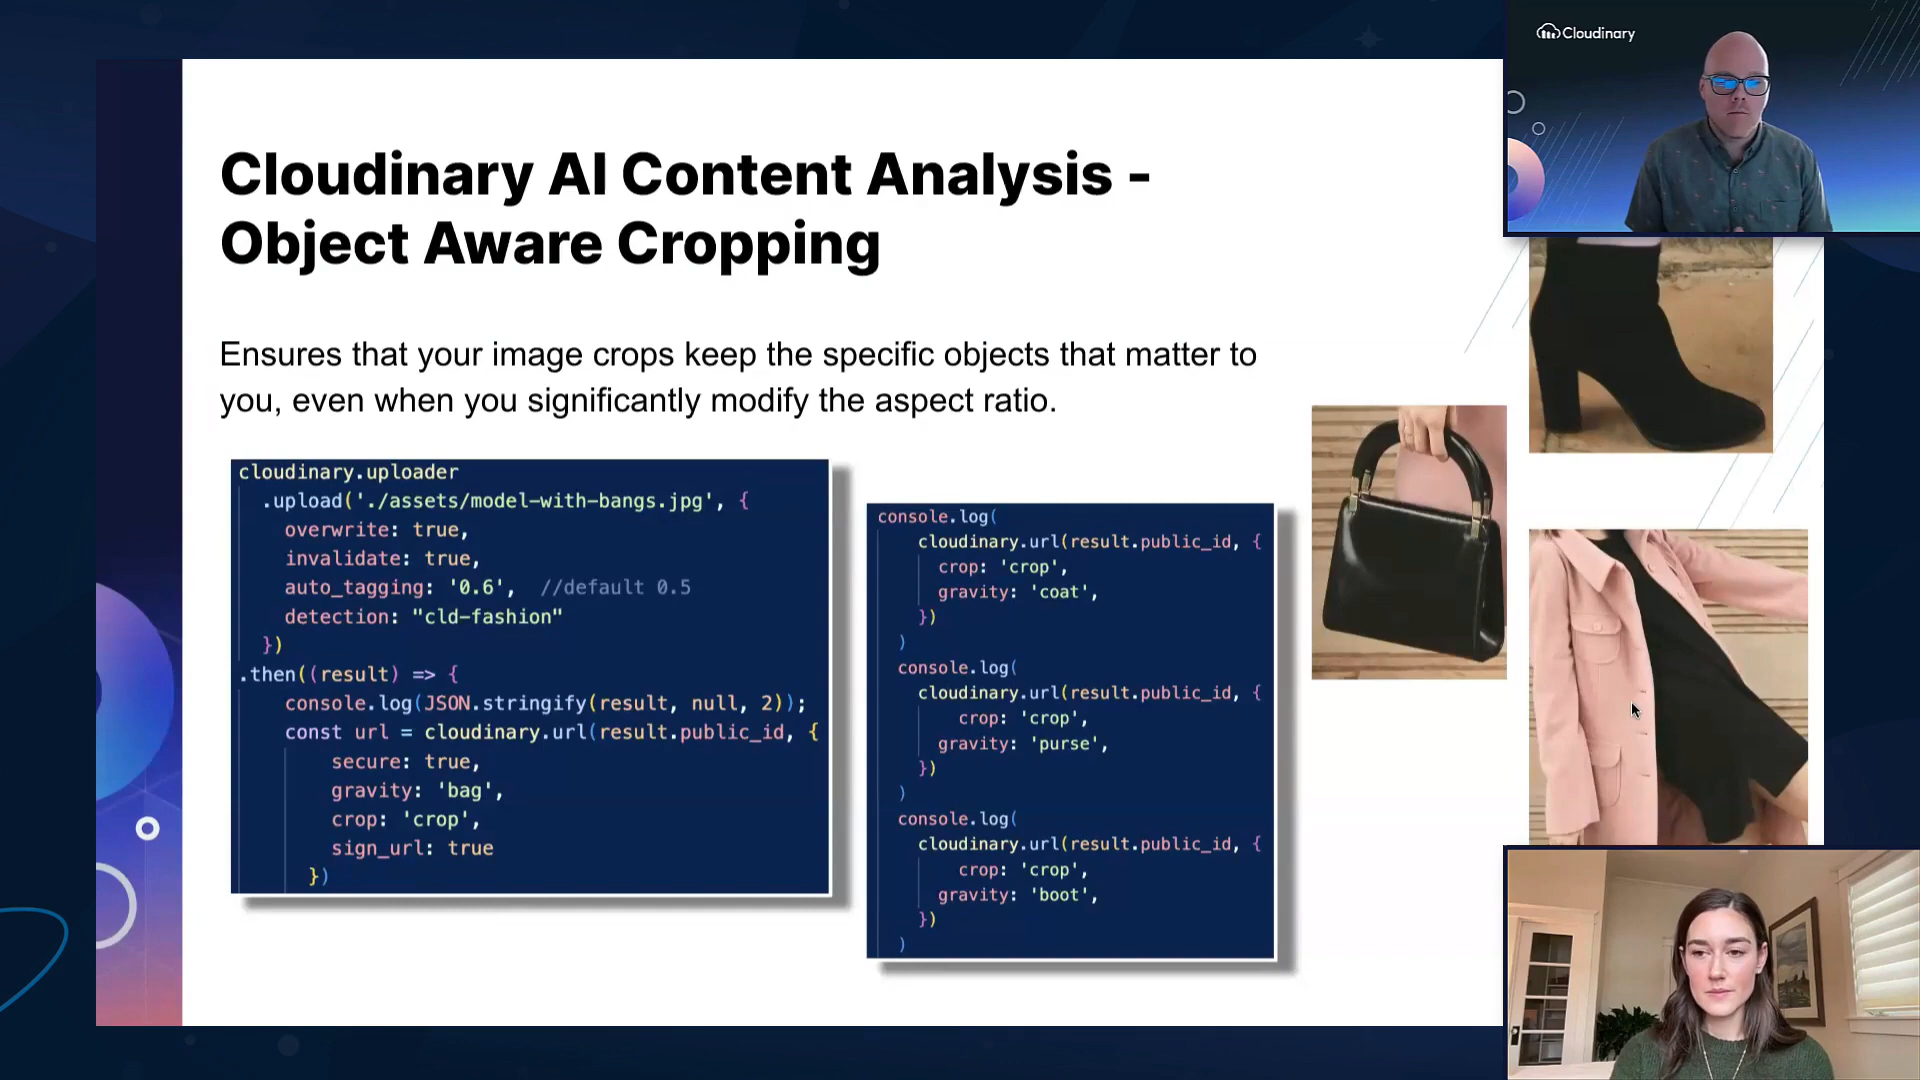 Cloudinary
Cloudinary AI Content Analysis -
Object Aware Cropping
Ensures that your image crops keep the specific objects that matter to
you, even when you significantly modify the aspect ratio.
cloudinary.uploader
.upload('./assets/model-with-bangs.jpg', {
overwrite: true,
invalidate: true,
auto_tagging: '0.6', //default 0.5
detection: "cld-fashion"
})
.then((result) => {
console.log(JSON.stringify(result, null, 2));
const url = cloudinary.url(result.public_id, {
secure: true,
gravity: 'bag',
crop: 'crop',
sign_url: true
})
console.log(
cloudinary.url(result.public_id, {
crop: 'crop',
gravity: 'coat',
})
)
console.log(
cloudinary.url(result.public_id, {
crop: 'crop',
gravity: 'purse',
})
)
console.log(
cloudinary.url(result.public_id, {
crop: 'crop',
gravity: 'boot',
})
)